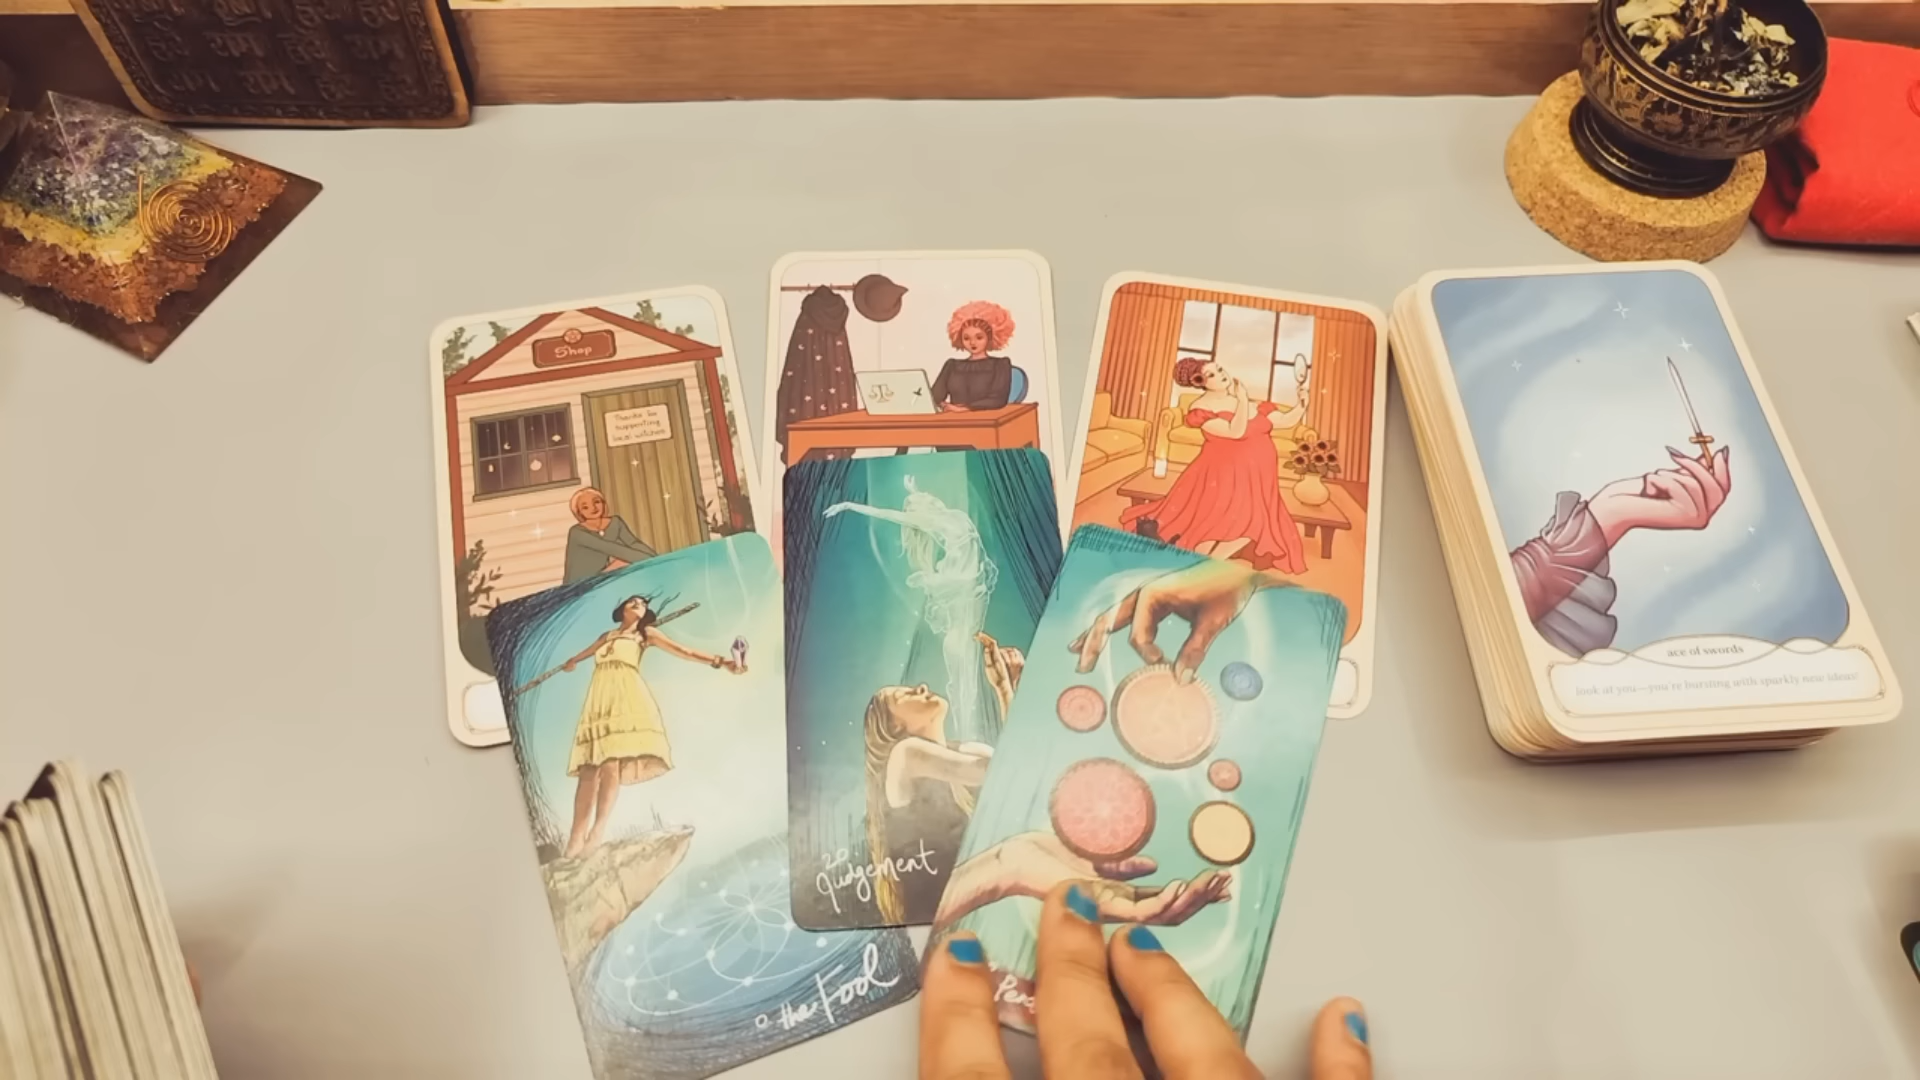 Shop
Thanks for
supporting
local witches
ace of swords
look at you—you're bursting with sparkly new ideas!
20
Judgement
0 the Fool